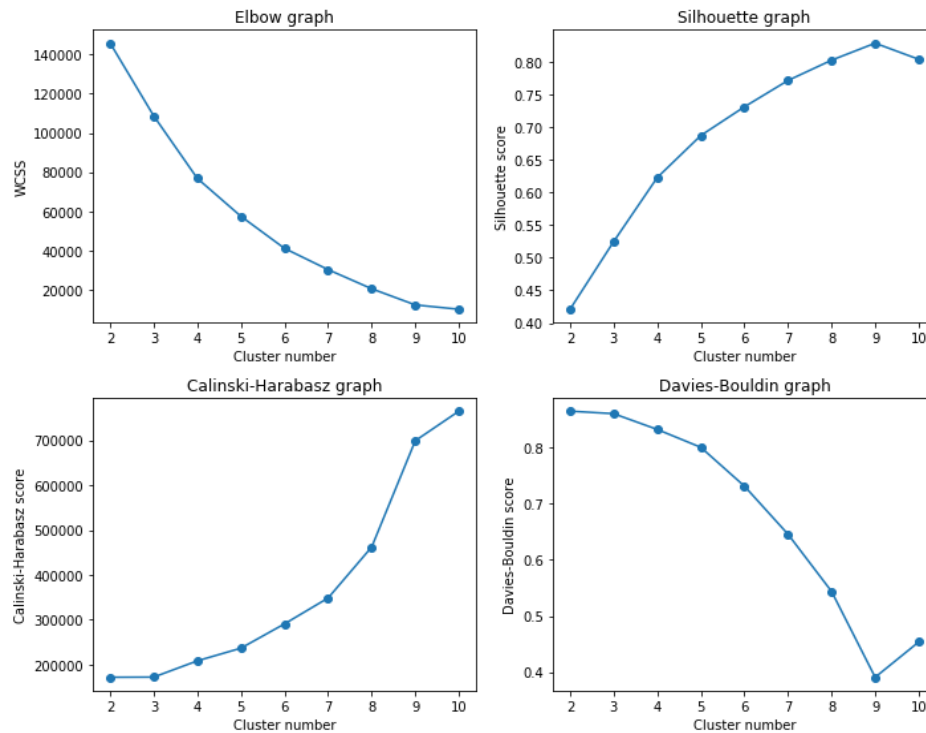 Elbow graph
140000
120000
100000
80000
60000
40000
20000
WCSS
2 3 4 5 6 7 8 9 10
Cluster number
Silhouette graph
0.80
0.75
0.70
0.65
0.60
0.55
0.50
0.45
0.40
Silhouette score
2 3 4 5 6 7 8 9 10
Cluster number
Calinski-Harabasz graph
700000
600000
500000
400000
300000
200000
Calinski-Harabasz score
2 3 4 5 6 7 8 9 10
Cluster number
Davies-Bouldin graph
0.8
0.7
0.6
0.5
0.4
Davies-Bouldin score
2 3 4 5 6 7 8 9 10
Cluster number